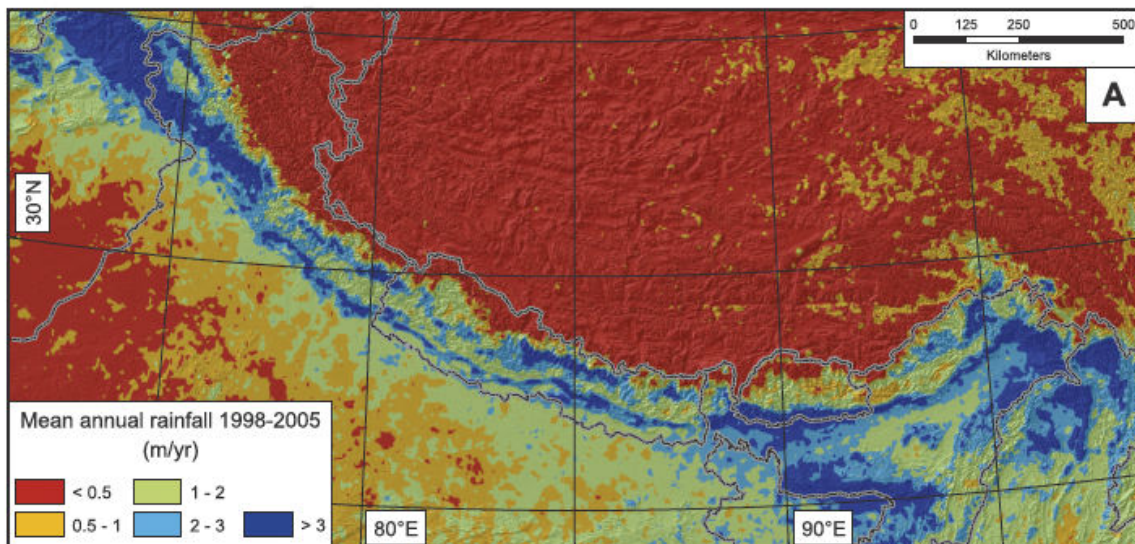 0 125 250 500
Kilometers
A
30°N
Mean annual rainfall 1998-2005
(m/yr)
< 0.5 1 - 2
0.5 - 1 2 - 3 > 3
80°E
90°E